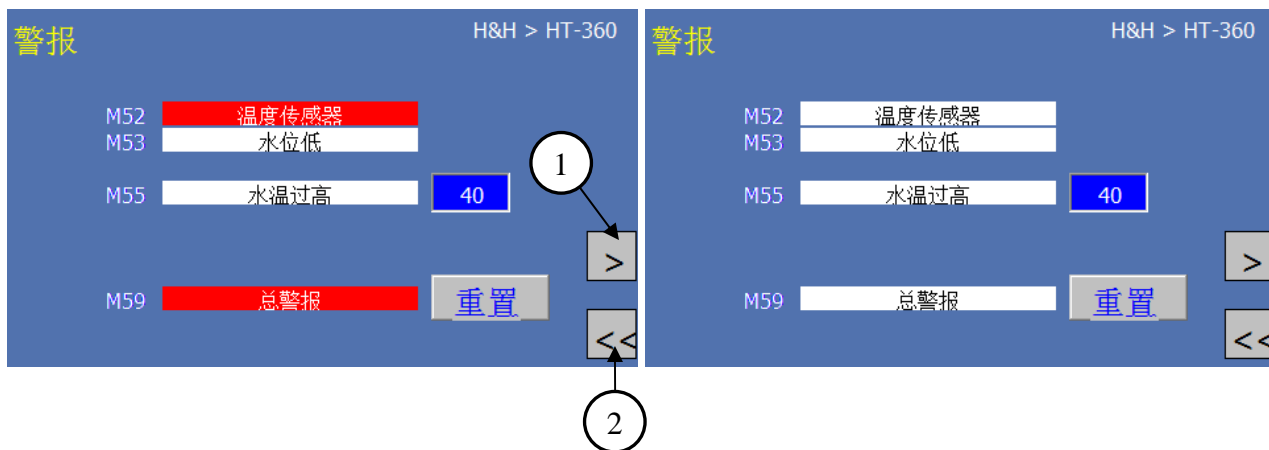 警报
H&H > HT-360
M52 温度传感器
M53 水位低
1
M55 水温过高 40
>
M59 总警报 重置
<<
2
警报
H&H > HT-360
M52 温度传感器
M53 水位低
M55 水温过高 40
>
M59 总警报 重置
<<